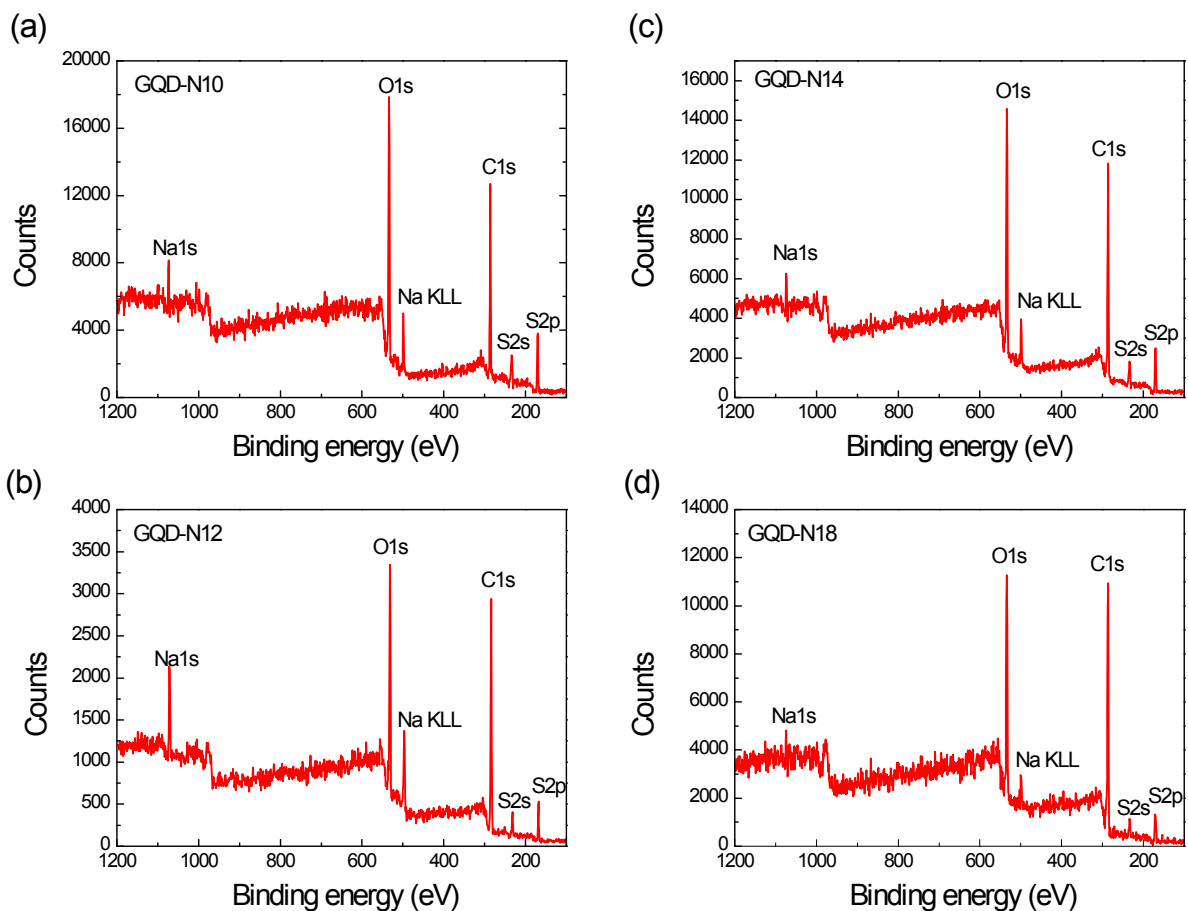 (a)
GQD-N10
20000
16000
12000
8000
4000
0
Counts
Na1s
O1s
Na KLL
C1s
S2s
S2p
1200 1000 800 600 400 200
Binding energy (eV)
(c)
GQD-N14
16000
14000
12000
10000
8000
6000
4000
2000
0
Counts
Na1s
O1s
Na KLL
C1s
S2s
S2p
1200 1000 800 600 400 200
Binding energy (eV)
(b)
GQD-N12
4000
3500
3000
2500
2000
1500
1000
500
0
Counts
Na1s
O1s
Na KLL
C1s
S2s
S2p
1200 1000 800 600 400 200
Binding energy (eV)
(d)
GQD-N18
14000
12000
10000
8000
6000
4000
2000
0
Counts
Na1s
O1s
Na KLL
C1s
S2s
S2p
1200 1000 800 600 400 200
Binding energy (eV)